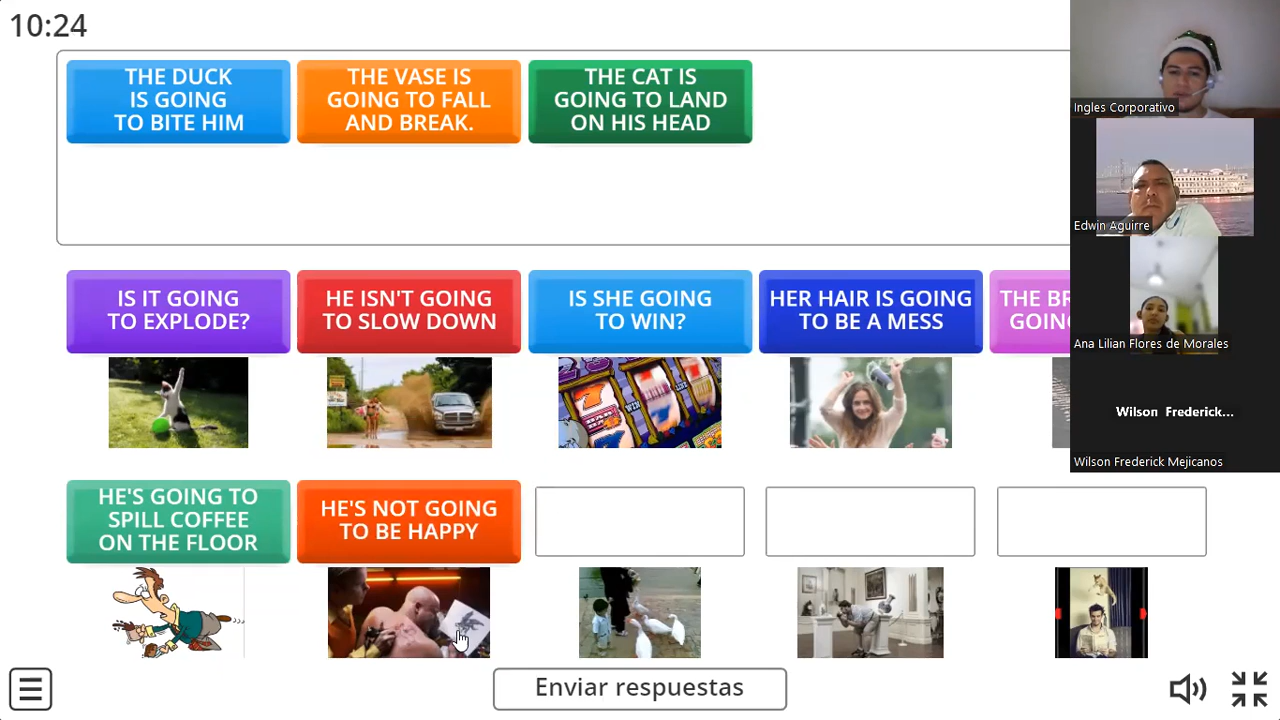 10:24
THE DUCK
IS GOING
TO BITE HIM
THE VASE IS
GOING TO FALL
AND BREAK.
THE CAT IS
GOING TO LAND
ON HIS HEAD
Ingles Corporativo
Edwin Aguirre
Ana Lilian Flores de Morales
Wilson Frederick...
Wilson Frederick Mejicanos
IS IT GOING
TO EXPLODE?
HE ISN'T GOING
TO SLOW DOWN
IS SHE GOING
TO WIN?
HER HAIR IS GOING
TO BE A MESS
THE BR
GOING
WIN
HE'S GOING TO
SPILL COFFEE
ON THE FLOOR
HE'S NOT GOING
TO BE HAPPY
Enviar respuestas